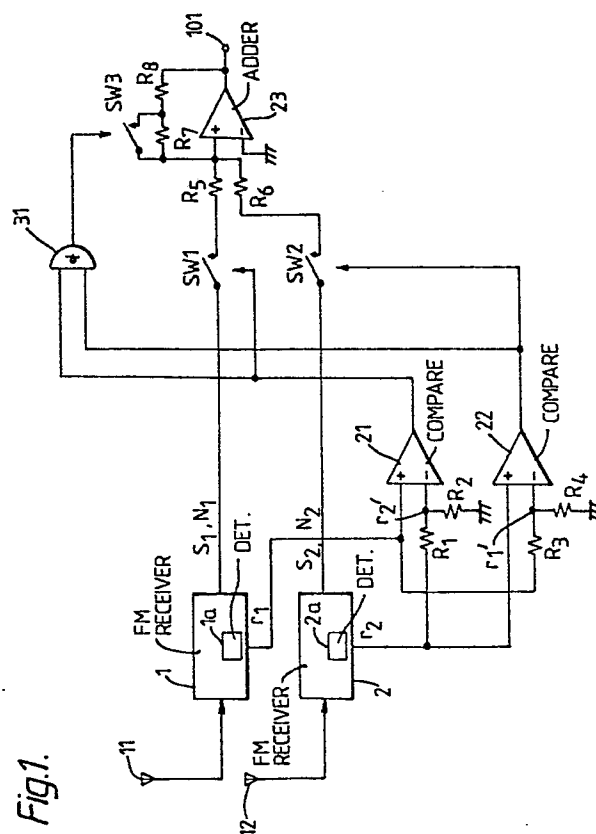 Fig.1.
11
12
FM RECEIVER
1
1a
DET.
r1
S1, N1
FM RECEIVER
2
2a
DET.
r2
S2, N2
31
&
SW3
R7
R8
101
ADDER
23
+
−
R5
R6
SW1
SW2
21
COMPARE
+
−
r2'
R1
R2
22
COMPARE
+
−
r1'
R3
R4